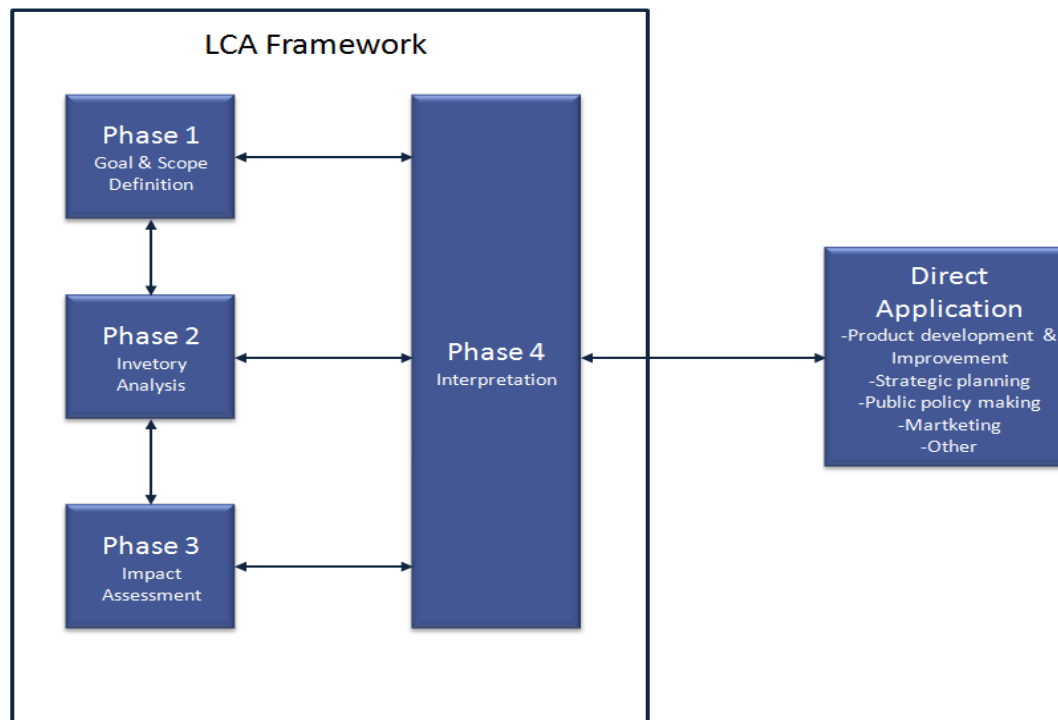 LCA Framework
Phase 1
Goal & Scope
Definition
Phase 2
Invetory
Analysis
Phase 3
Impact
Assessment
Phase 4
Interpretation
Direct
Application
-Product development &
Improvement
-Strategic planning
-Public policy making
-Martketing
-Other